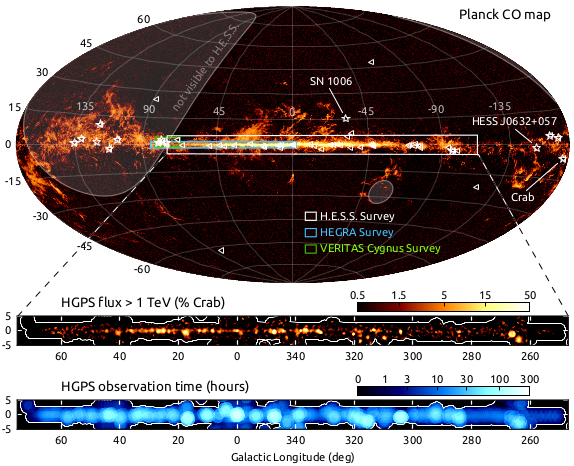 Planck CO map
60
30
15
0
-15
-30
-60
135
90
45
0
-45
-90
-135
not visible to H.E.S.S.
SN 1006
HESS J0632+057
Crab
H.E.S.S. Survey
HEGRA Survey
VERITAS Cygnus Survey
HGPS flux > 1 TeV (% Crab)
0.5 1.5 5 15 50
5
0
-5
60 40 20 0 340 320 300 280 260
HGPS observation time (hours)
0 1 3 10 30 100 300
5
0
-5
60 40 20 0 340 320 300 280 260
Galactic Longitude (deg)